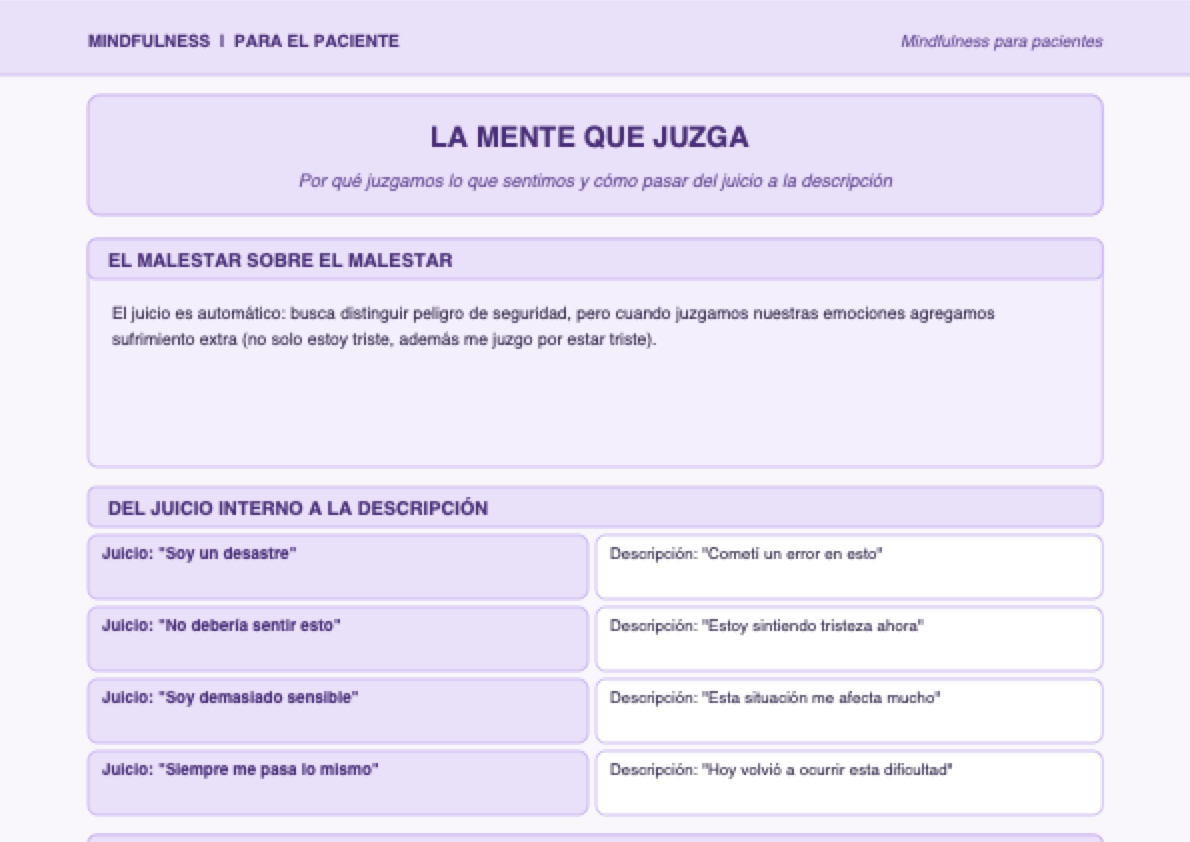 MINDFULNESS | PARA EL PACIENTE
Mindfulness para pacientes
LA MENTE QUE JUZGA
Por qué juzgamos lo que sentimos y cómo pasar del juicio a la descripción
EL MALESTAR SOBRE EL MALESTAR
El juicio es automático: busca distinguir peligro de seguridad, pero cuando juzgamos nuestras emociones agregamos
sufrimiento extra (no solo estoy triste, además me juzgo por estar triste).
DEL JUICIO INTERNO A LA DESCRIPCIÓN
Juicio: "Soy un desastre"
Descripción: "Cometí un error en esto"
Juicio: "No debería sentir esto"
Descripción: "Estoy sintiendo tristeza ahora"
Juicio: "Soy demasiado sensible"
Descripción: "Esta situación me afecta mucho"
Juicio: "Siempre me pasa lo mismo"
Descripción: "Hoy volvió a ocurrir esta dificultad"